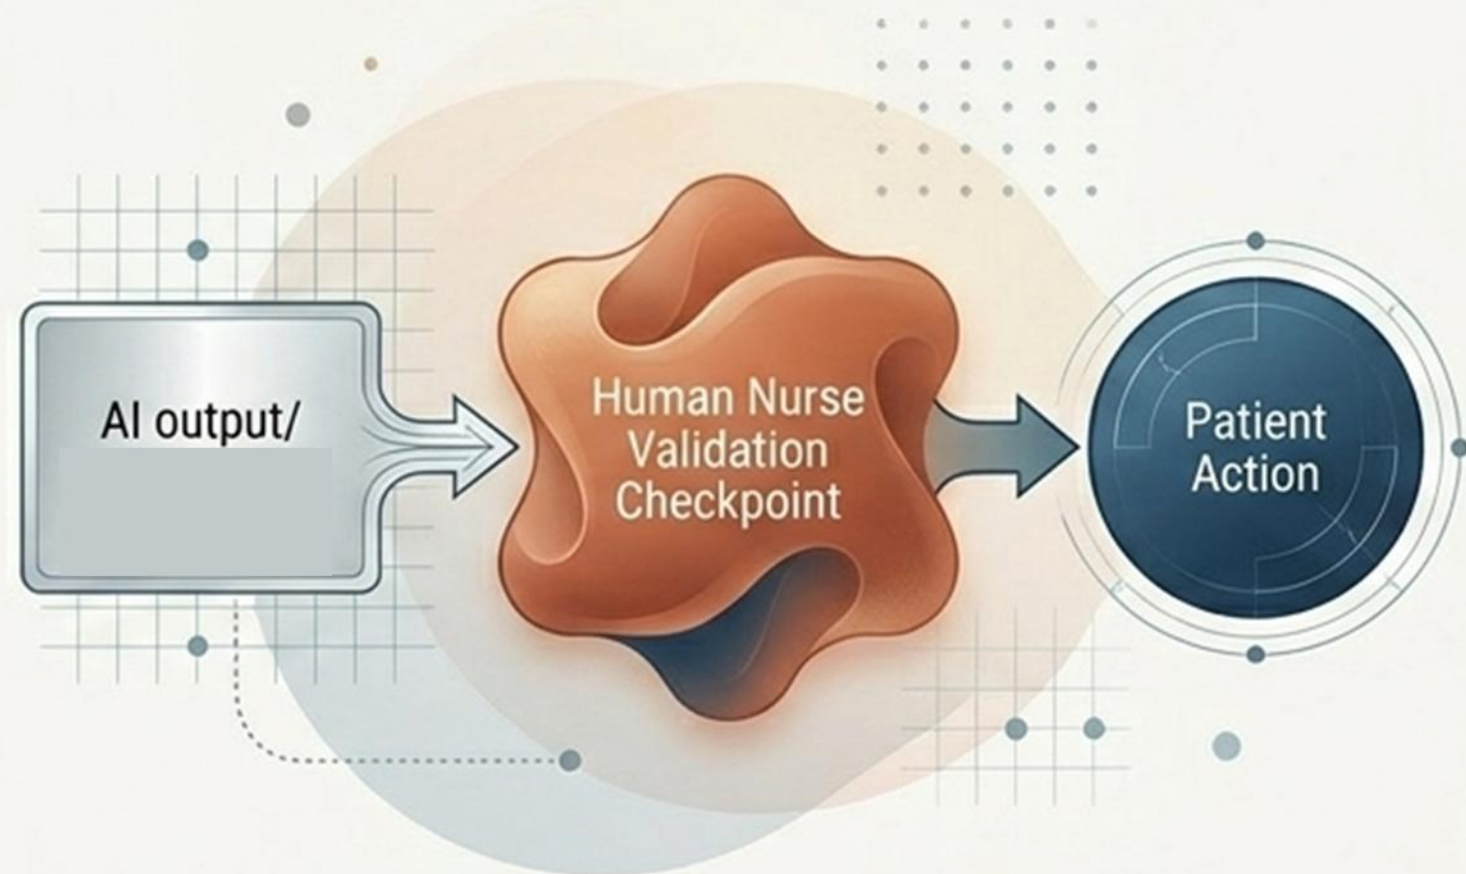 AI output/
Human Nurse
Validation
Checkpoint
Patient
Action